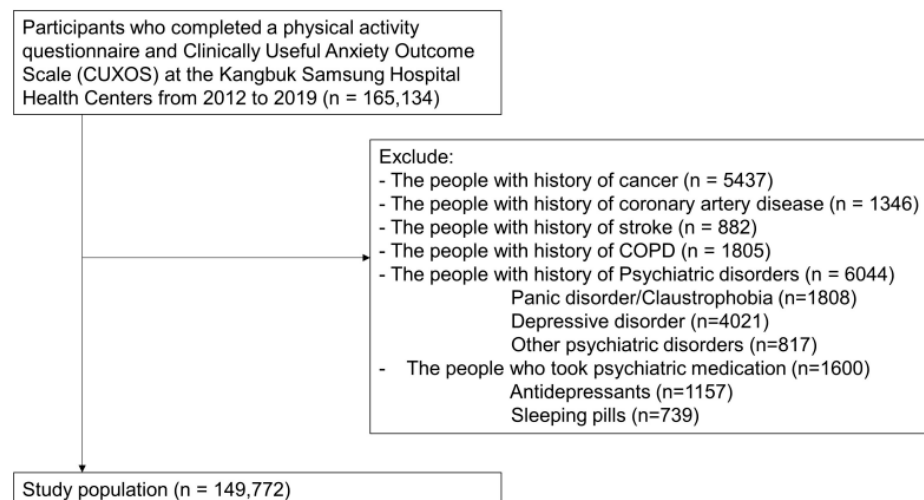 Participants who completed a physical activity
questionnaire and Clinically Useful Anxiety Outcome
Scale (CUXOS) at the Kangbuk Samsung Hospital
Health Centers from 2012 to 2019 (n = 165,134)
Exclude:
- The people with history of cancer (n = 5437)
- The people with history of coronary artery disease (n = 1346)
- The people with history of stroke (n = 882)
- The people with history of COPD (n = 1805)
- The people with history of Psychiatric disorders (n = 6044)
Panic disorder/Claustrophobia (n=1808)
Depressive disorder (n=4021)
Other psychiatric disorders (n=817)
- The people who took psychiatric medication (n=1600)
Antidepressants (n=1157)
Sleeping pills (n=739)
Study population (n = 149,772)